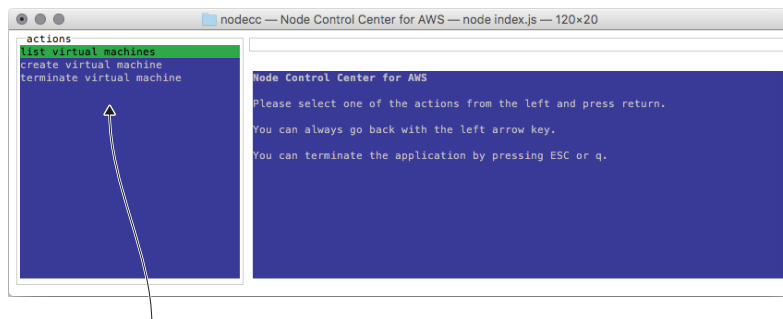 nodecc — Node Control Center for AWS — node index.js — 120×20
actions
list virtual machines
create virtual machine
terminate virtual machine
Node Control Center for AWS
Please select one of the actions from the left and press return.
You can always go back with the left arrow key.
You can terminate the application by pressing ESC or q.